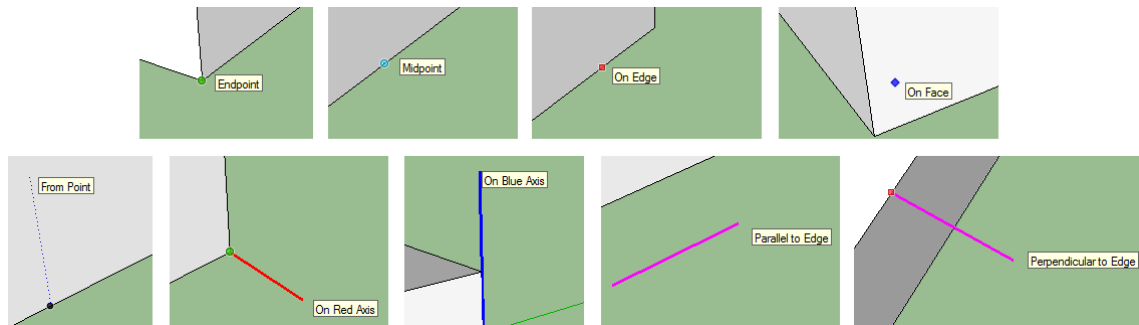 Endpoint
Midpoint
On Edge
On Face
From Point
On Red Axis
On Blue Axis
Parallel to Edge
Perpendicular to Edge